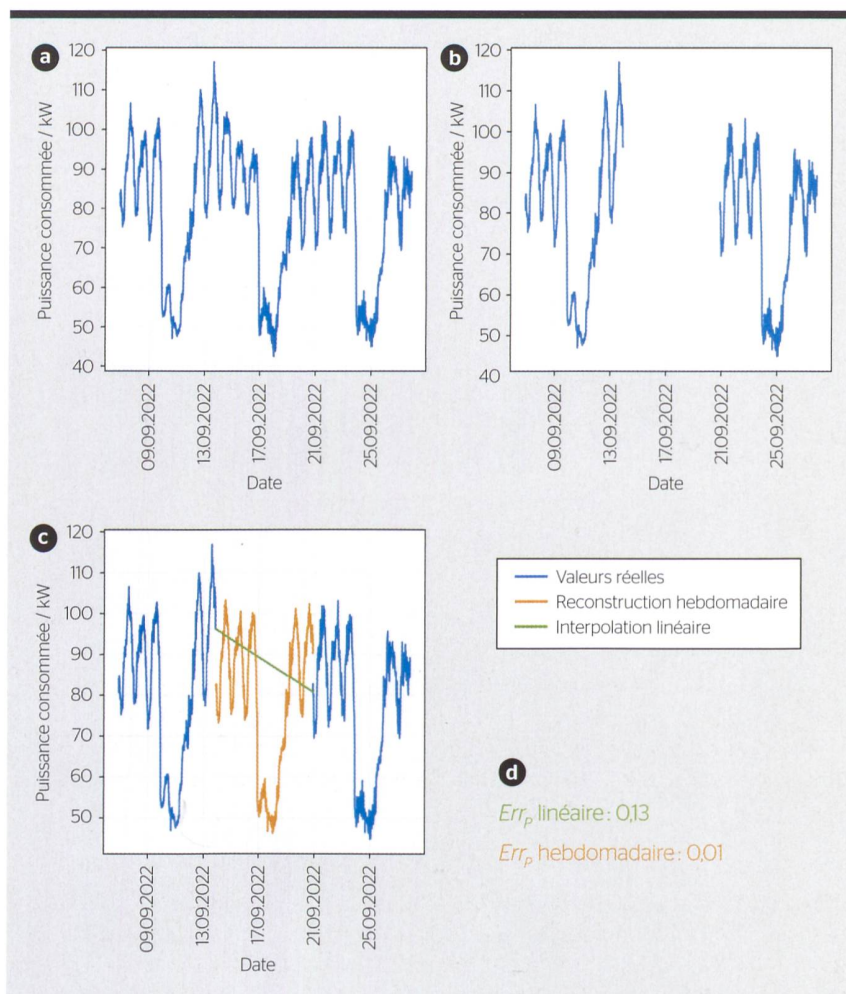 a
Puissance consommée / kW
120
110
100
90
80
70
60
50
40
09.09.2022
13.09.2022
17.09.2022
21.09.2022
25.09.2022
Date
b
Puissance consommée / kW
120
110
100
90
80
70
60
50
40
09.09.2022
13.09.2022
17.09.2022
21.09.2022
25.09.2022
Date
c
Puissance consommée / kW
120
110
100
90
80
70
60
50
09.09.2022
13.09.2022
17.09.2022
21.09.2022
25.09.2022
Date
Valeurs réelles
Reconstruction hebdomadaire
Interpolation linéaire
d
Errp linéaire : 0,13
Errp hebdomadaire : 0,01